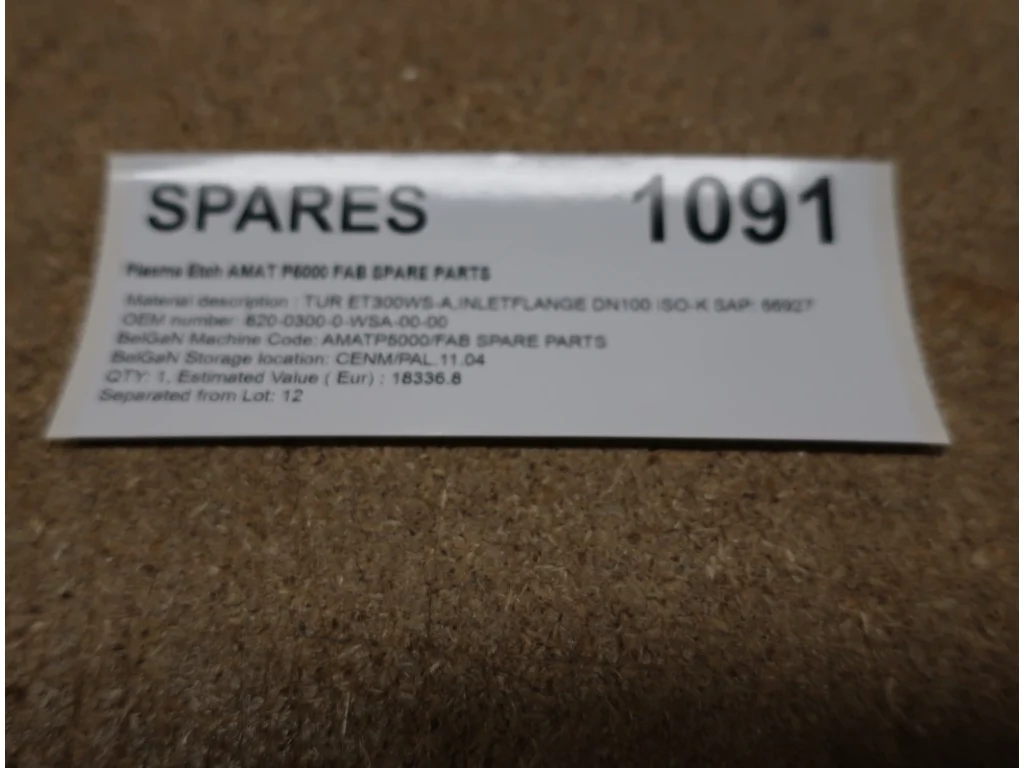 SPARES 1091
Plasma Etch AMAT P5000 FAB SPARE PARTS
Material description : TUR ET300WS-A,INLETFLANGE DN100 ISO-K SAP: 66927
OEM number: 820-0300-0-WSA-00-00
BelGaN Machine Code: AMATP5000/FAB SPARE PARTS
BelGaN Storage location: CENM/PAL.11.04
QTY: 1, Estimated Value ( Eur) : 18336.8
Separated from Lot: 12